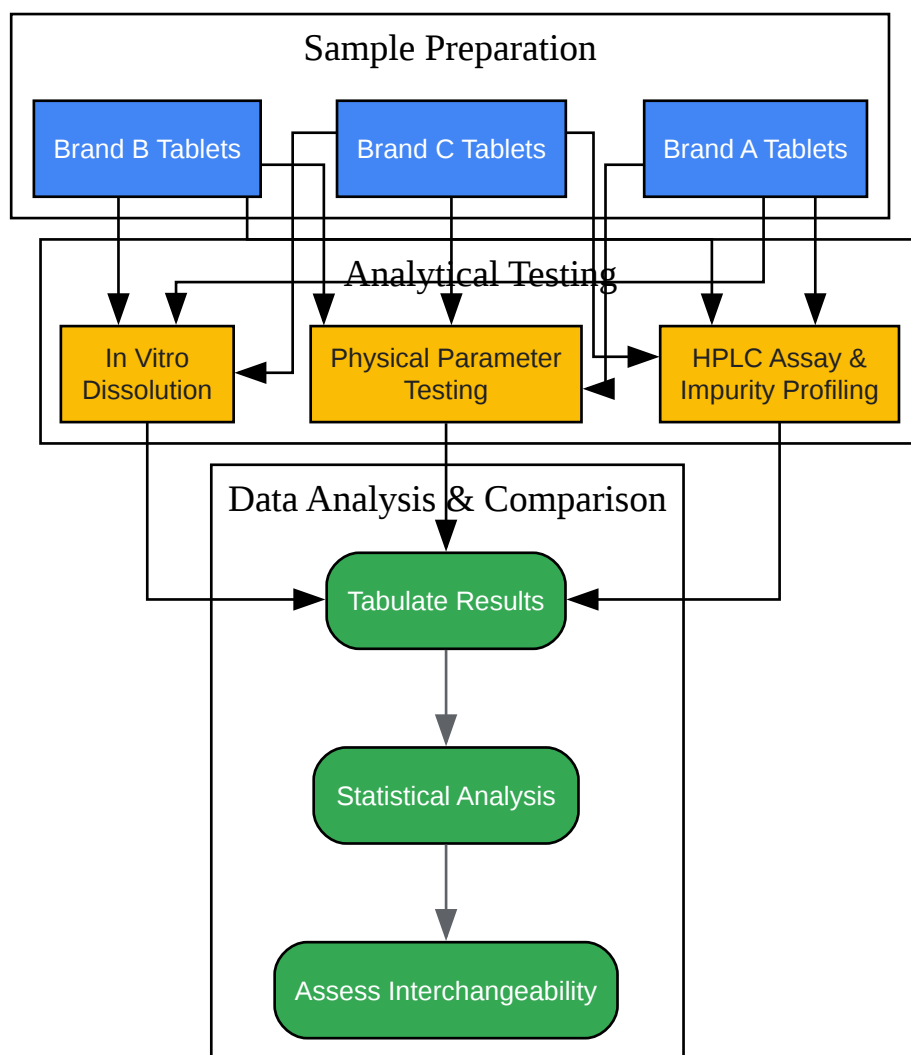 Sample Preparation
Brand B Tablets
Brand C Tablets
Brand A Tablets
Analytical Testing
In Vitro
Dissolution
Physical Parameter
Testing
HPLC Assay &
Impurity Profiling
Data Analysis & Comparison
Tabulate Results
Statistical Analysis
Assess Interchangeability